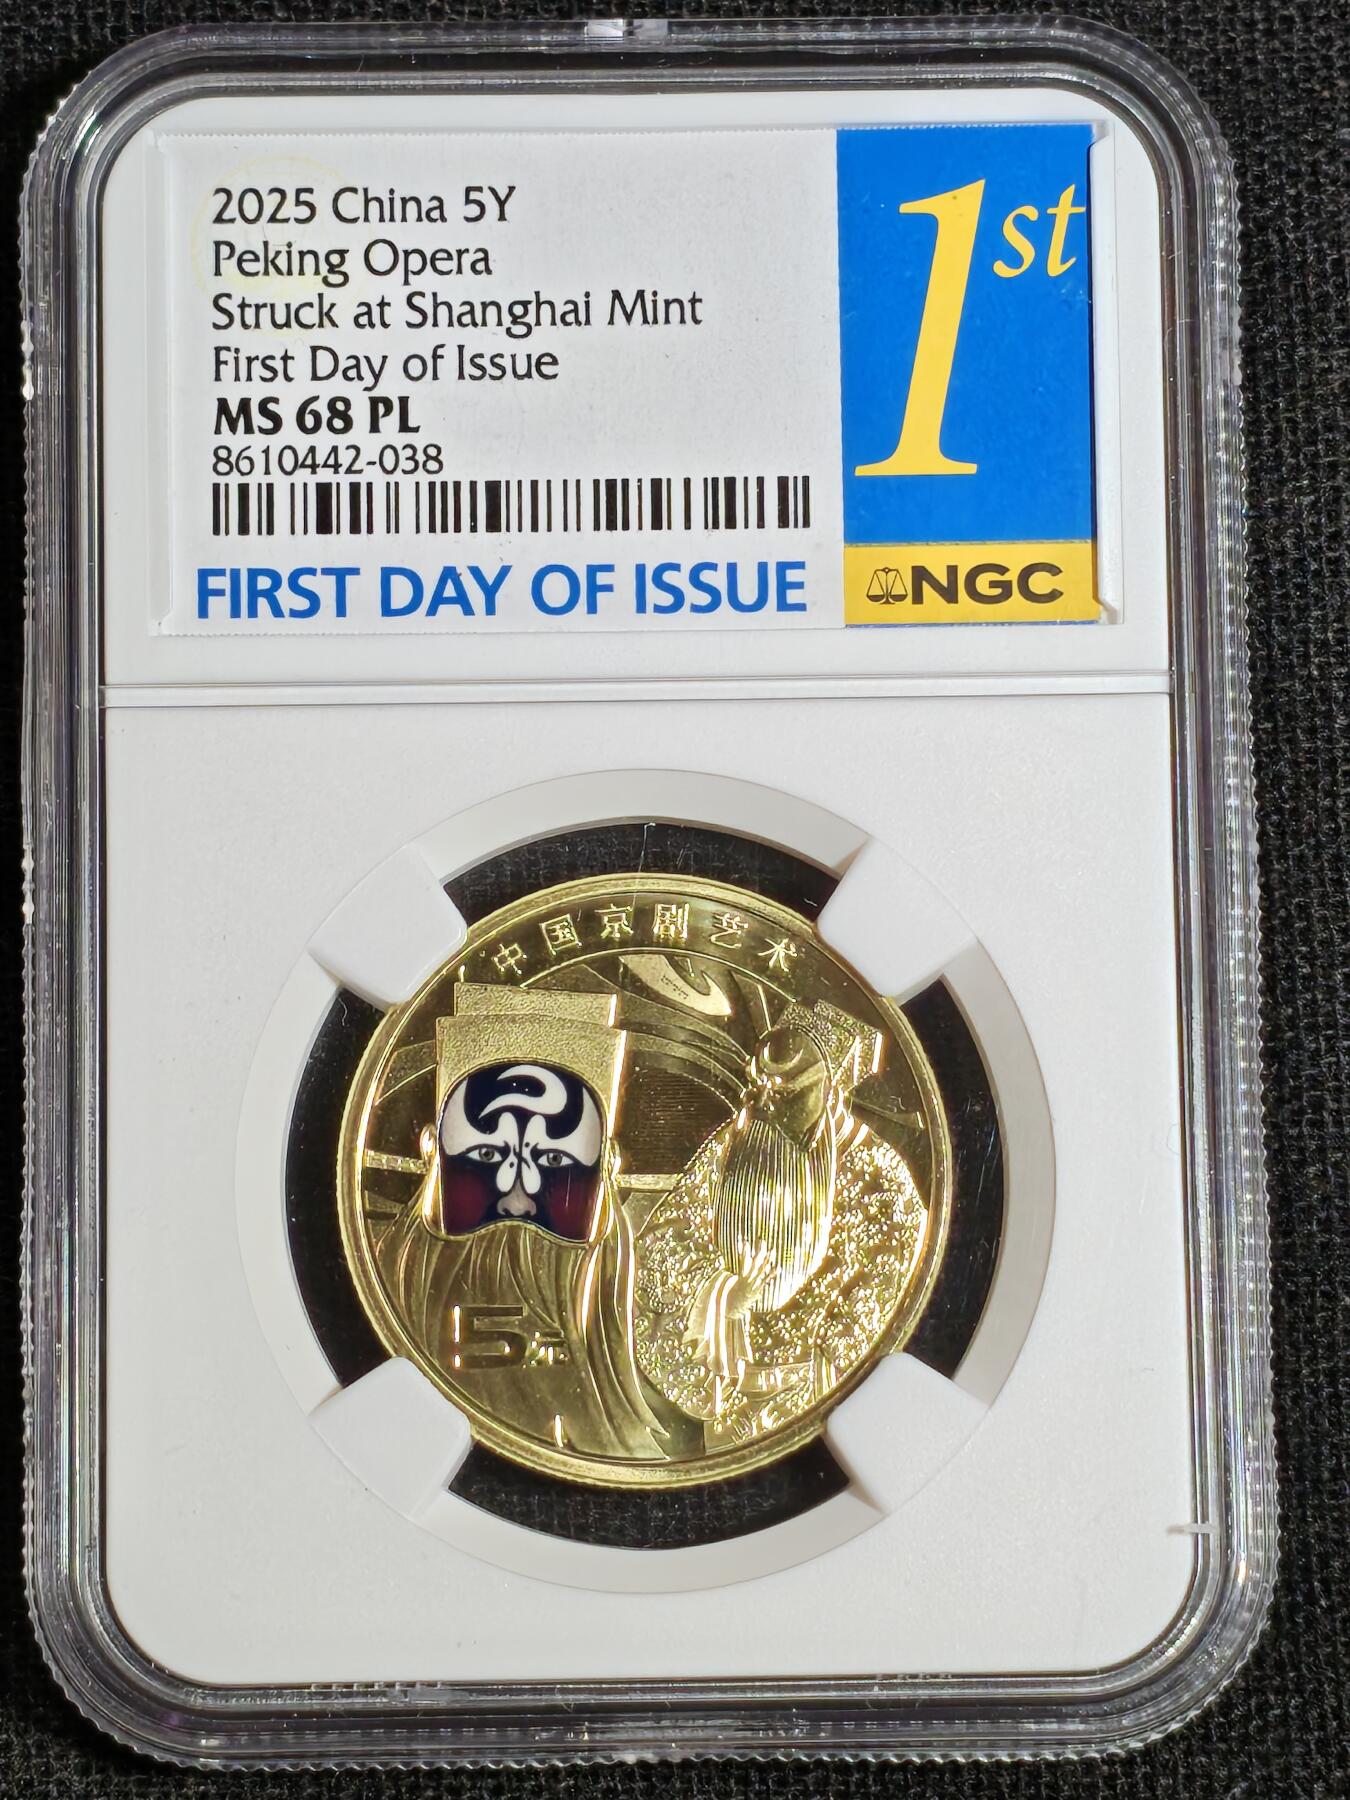 2025 China 5Y
Peking Opera
Struck at Shanghai Mint
First Day of Issue
MS 68 PL
8610442-038
FIRST DAY OF ISSUE
1st
NGC
中国京剧艺术
5元